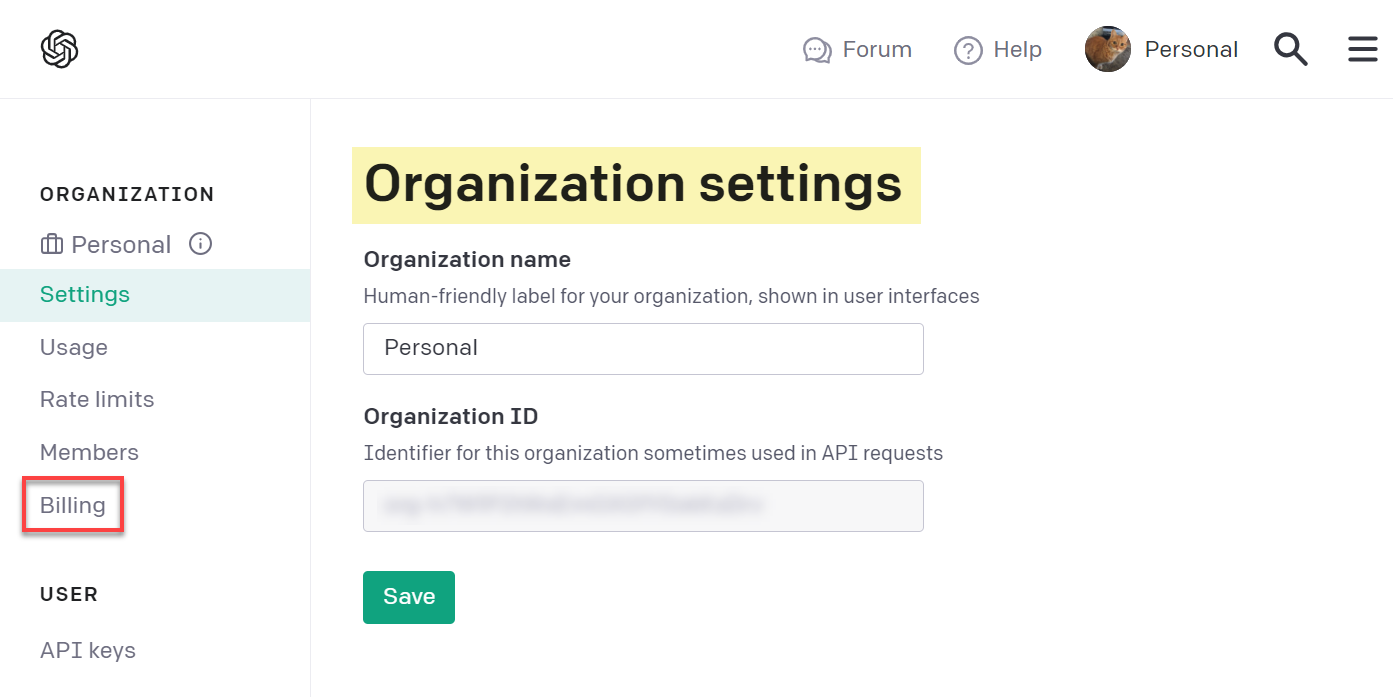 Forum
Help
Personal
ORGANIZATION
Personal
Settings
Usage
Rate limits
Members
Billing
USER
API keys
Organization settings
Organization name
Human-friendly label for your organization, shown in user interfaces
Personal
Organization ID
Identifier for this organization sometimes used in API requests
Save